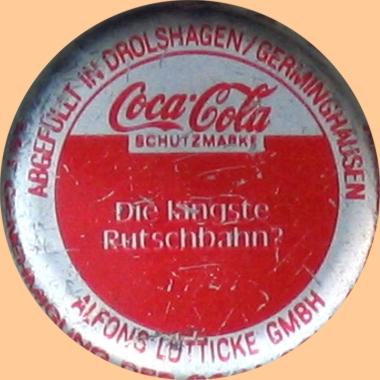 ABGEFÜLLT IN DROLSHAGEN/GERMINGHAUSEN
Coca-Cola
SCHUTZMARKE
Die längste
Rutschbahn?
ALFONS LÜTTICKE GMBH